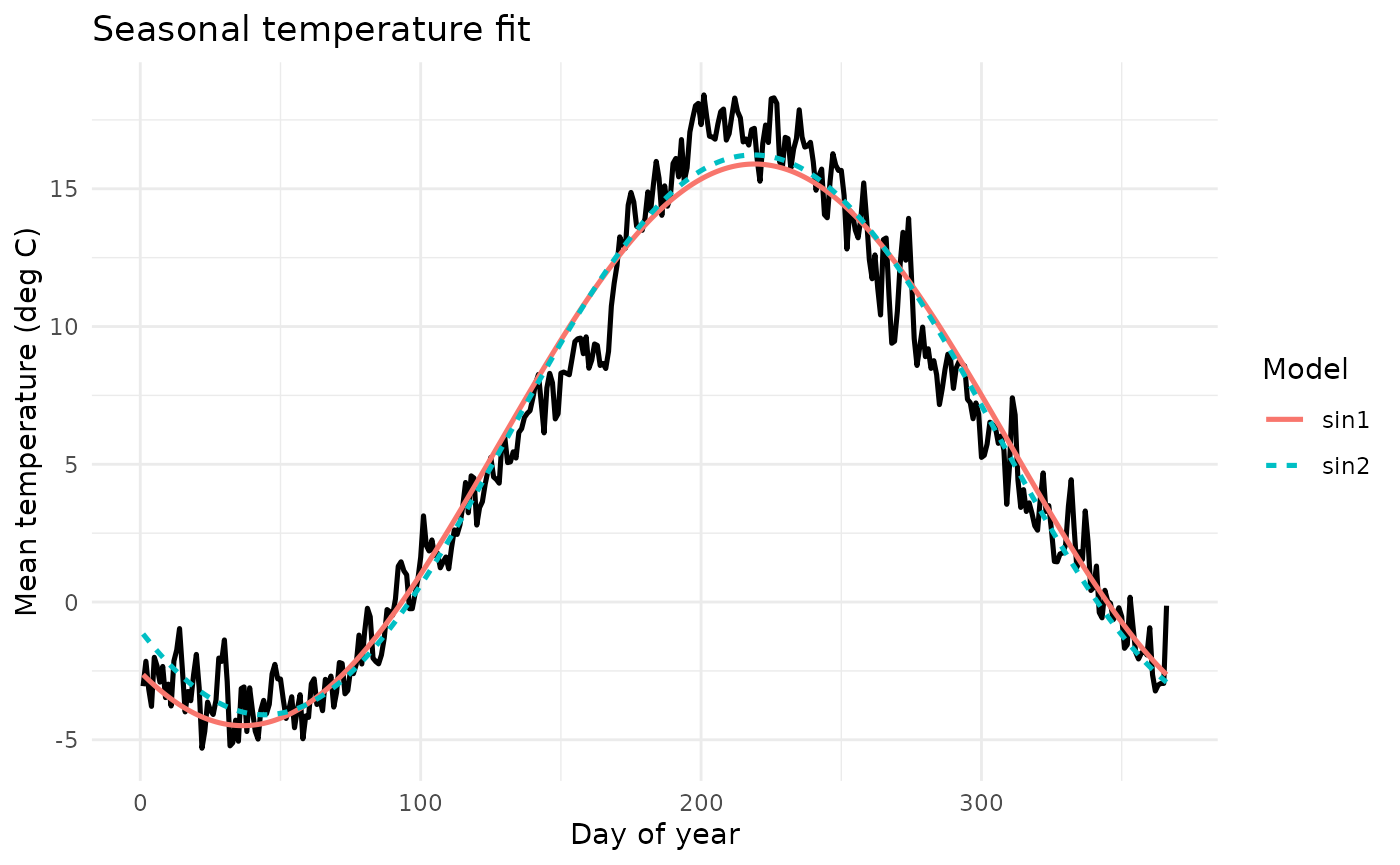 Seasonal temperature fit
Mean temperature (deg C)
15
10
5
0
-5
0 100 200 300
Day of year
Model
sin1
sin2